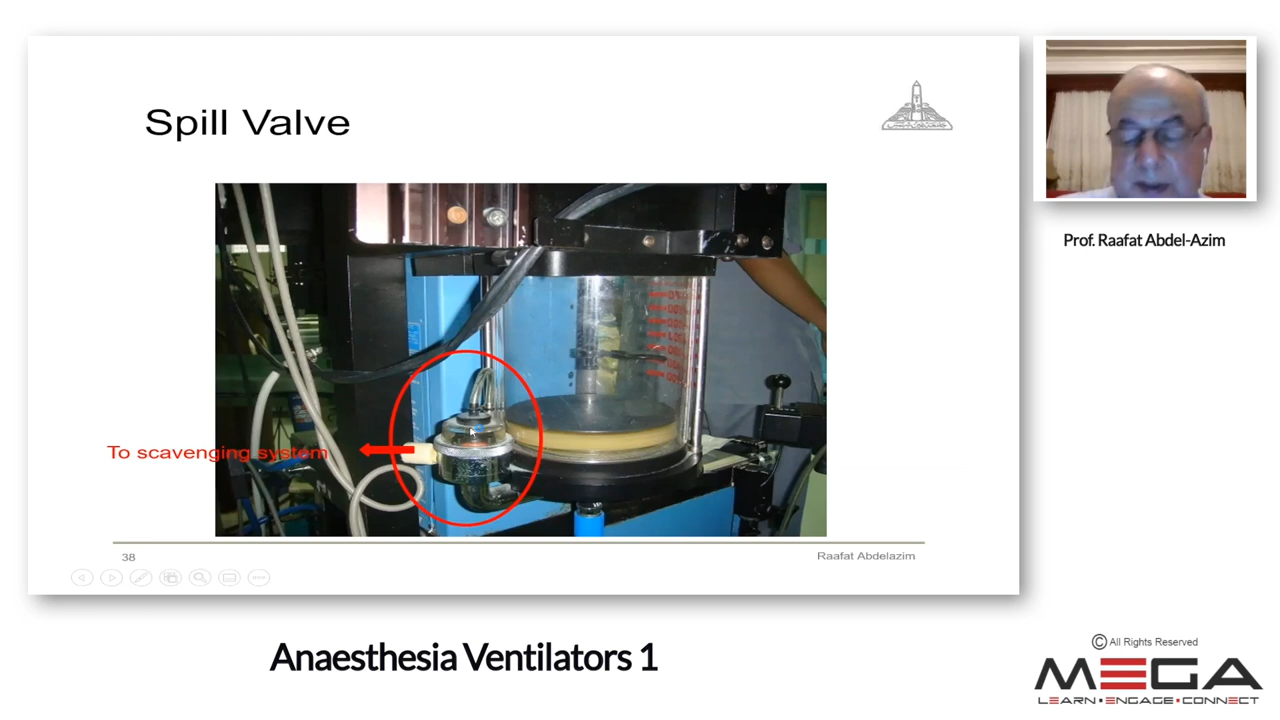 Spill Valve
To scavenging system
38
Raafat Abdelazim
Prof. Raafat Abdel-Azim
Anaesthesia Ventilators 1
© All Rights Reserved
MEGA
LEARN•ENGAGE•CONNECT